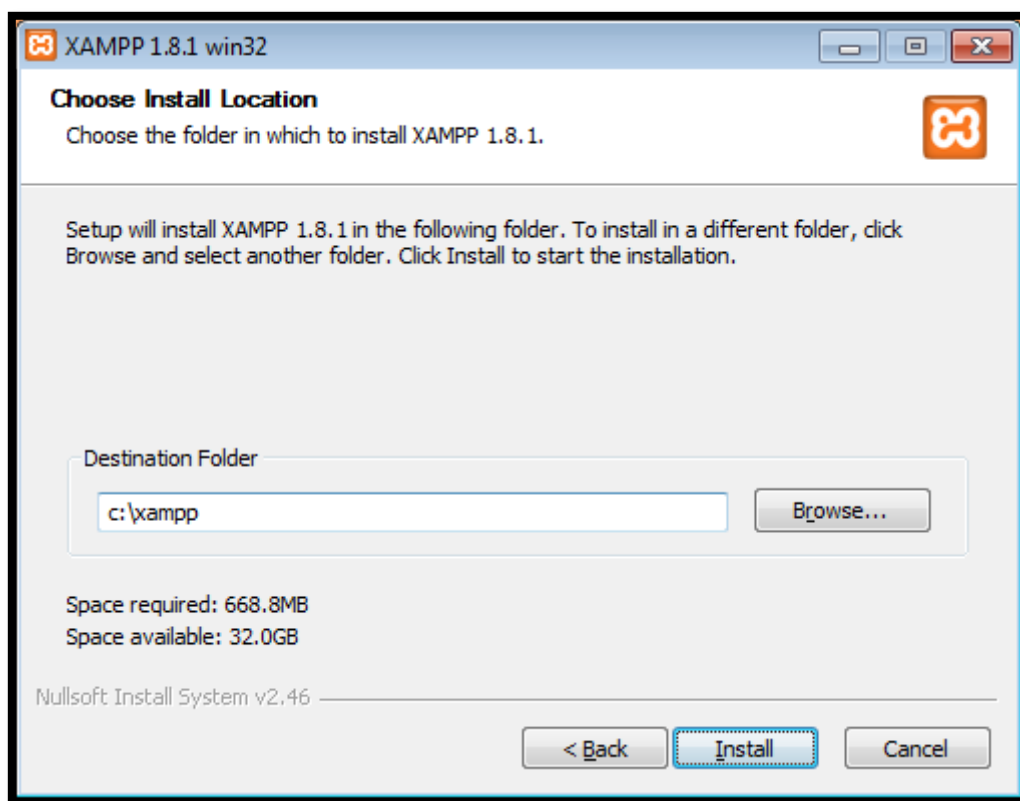 XAMPP 1.8.1 win32
Choose Install Location
Choose the folder in which to install XAMPP 1.8.1.
Setup will install XAMPP 1.8.1 in the following folder. To install in a different folder, click
Browse and select another folder. Click Install to start the installation.
Destination Folder
c:\xampp
Browse...
Space required: 668.8MB
Space available: 32.0GB
Nullsoft Install System v2.46
< Back
Install
Cancel